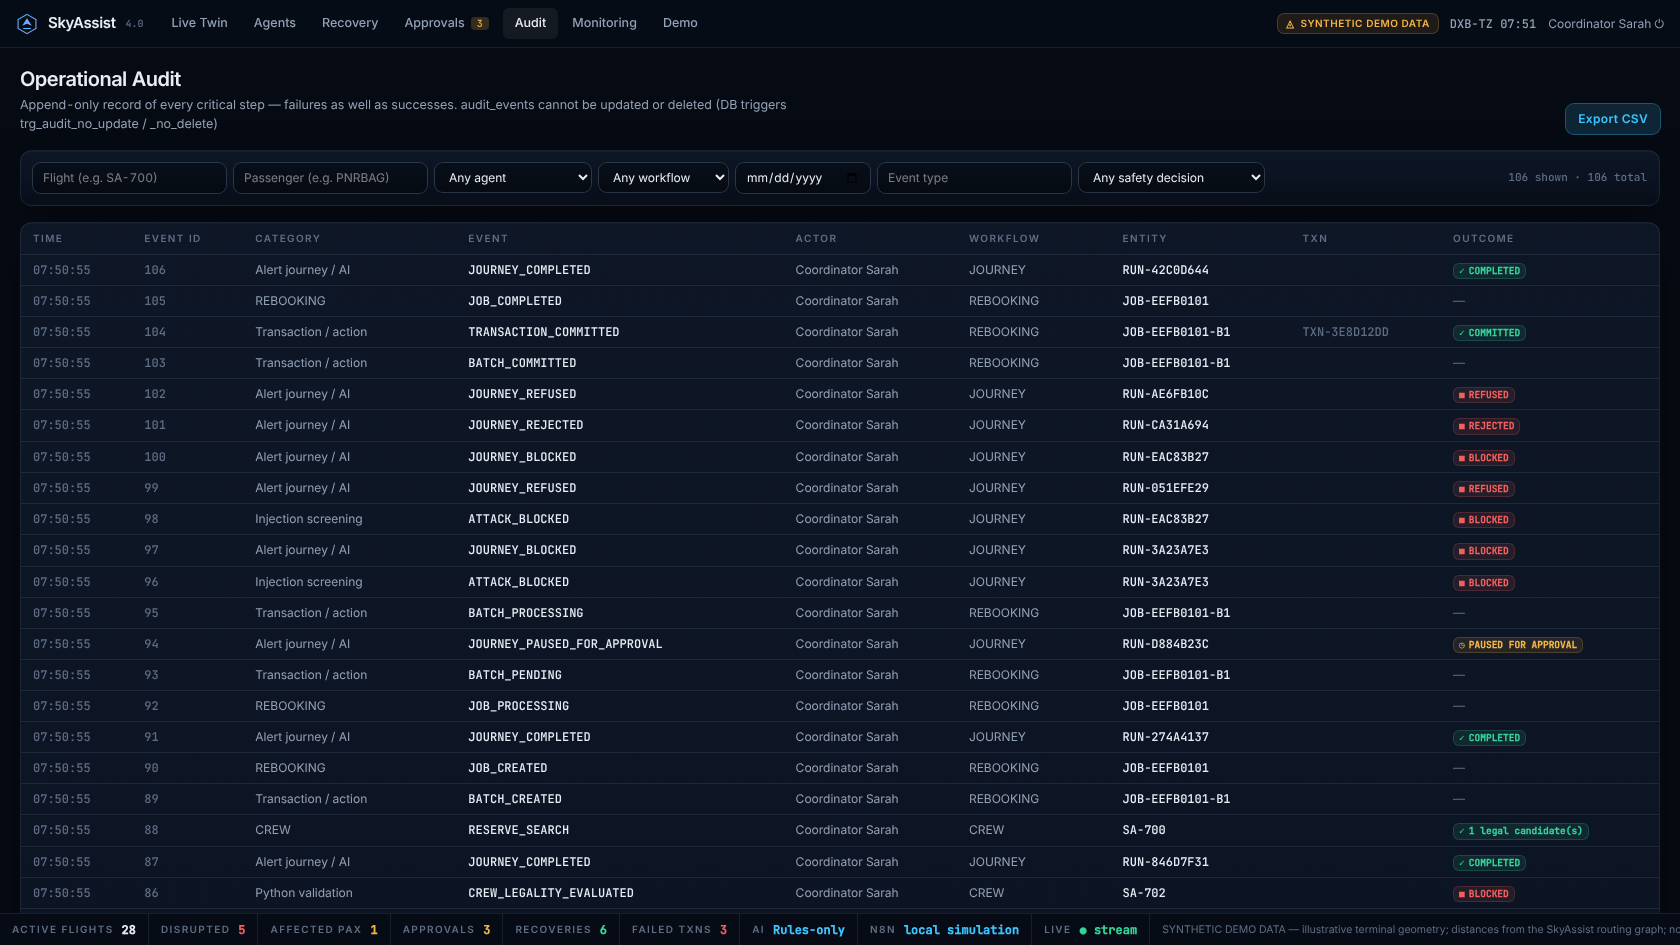 SkyAssist 4.0 Live Twin Agents Recovery Approvals 3 Audit Monitoring Demo SYNTHETIC DEMO DATA DXB-TZ 07:51 Coordinator Sarah
Operational Audit
Append-only record of every critical step — failures as well as successes. audit_events cannot be updated or deleted (DB triggers
trg_audit_no_update / _no_delete)
Export CSV
Flight (e.g. SA-700) Passenger (e.g. PNRBAG) Any agent Any workflow mm/dd/yyyy Event type Any safety decision 106 shown · 106 total
TIME EVENT ID CATEGORY EVENT ACTOR WORKFLOW ENTITY TXN OUTCOME
07:50:55 106 Alert journey / AI JOURNEY_COMPLETED Coordinator Sarah JOURNEY RUN-42C0D644 ✓ COMPLETED
07:50:55 105 REBOOKING JOB_COMPLETED Coordinator Sarah REBOOKING JOB-EEFB0101 —
07:50:55 104 Transaction / action TRANSACTION_COMMITTED Coordinator Sarah REBOOKING JOB-EEFB0101-B1 TXN-3E8D12DD ✓ COMMITTED
07:50:55 103 Transaction / action BATCH_COMMITTED Coordinator Sarah REBOOKING JOB-EEFB0101-B1 —
07:50:55 102 Alert journey / AI JOURNEY_REFUSED Coordinator Sarah JOURNEY RUN-AE6FB10C ■ REFUSED
07:50:55 101 Alert journey / AI JOURNEY_REJECTED Coordinator Sarah JOURNEY RUN-CA31A694 ■ REJECTED
07:50:55 100 Alert journey / AI JOURNEY_BLOCKED Coordinator Sarah JOURNEY RUN-EAC83B27 ■ BLOCKED
07:50:55 99 Alert journey / AI JOURNEY_REFUSED Coordinator Sarah JOURNEY RUN-051EFE29 ■ REFUSED
07:50:55 98 Injection screening ATTACK_BLOCKED Coordinator Sarah JOURNEY RUN-EAC83B27 ■ BLOCKED
07:50:55 97 Alert journey / AI JOURNEY_BLOCKED Coordinator Sarah JOURNEY RUN-3A23A7E3 ■ BLOCKED
07:50:55 96 Injection screening ATTACK_BLOCKED Coordinator Sarah JOURNEY RUN-3A23A7E3 ■ BLOCKED
07:50:55 95 Transaction / action BATCH_PROCESSING Coordinator Sarah REBOOKING JOB-EEFB0101-B1 —
07:50:55 94 Alert journey / AI JOURNEY_PAUSED_FOR_APPROVAL Coordinator Sarah JOURNEY RUN-D884B23C PAUSED FOR APPROVAL
07:50:55 93 Transaction / action BATCH_PENDING Coordinator Sarah REBOOKING JOB-EEFB0101-B1 —
07:50:55 92 REBOOKING JOB_PROCESSING Coordinator Sarah REBOOKING JOB-EEFB0101 —
07:50:55 91 Alert journey / AI JOURNEY_COMPLETED Coordinator Sarah JOURNEY RUN-274A4137 ✓ COMPLETED
07:50:55 90 REBOOKING JOB_CREATED Coordinator Sarah REBOOKING JOB-EEFB0101 —
07:50:55 89 Transaction / action BATCH_CREATED Coordinator Sarah REBOOKING JOB-EEFB0101-B1 —
07:50:55 88 CREW RESERVE_SEARCH Coordinator Sarah CREW SA-700 ✓ 1 legal candidate(s)
07:50:55 87 Alert journey / AI JOURNEY_COMPLETED Coordinator Sarah JOURNEY RUN-846D7F31 ✓ COMPLETED
07:50:55 86 Python validation CREW_LEGALITY_EVALUATED Coordinator Sarah CREW SA-702 ■ BLOCKED
ACTIVE FLIGHTS 28 DISRUPTED 5 AFFECTED PAX 1 APPROVALS 3 RECOVERIES 6 FAILED TXNS 3 AI Rules-only N8N local simulation LIVE ● stream SYNTHETIC DEMO DATA — illustrative terminal geometry; distances from the SkyAssist routing graph;